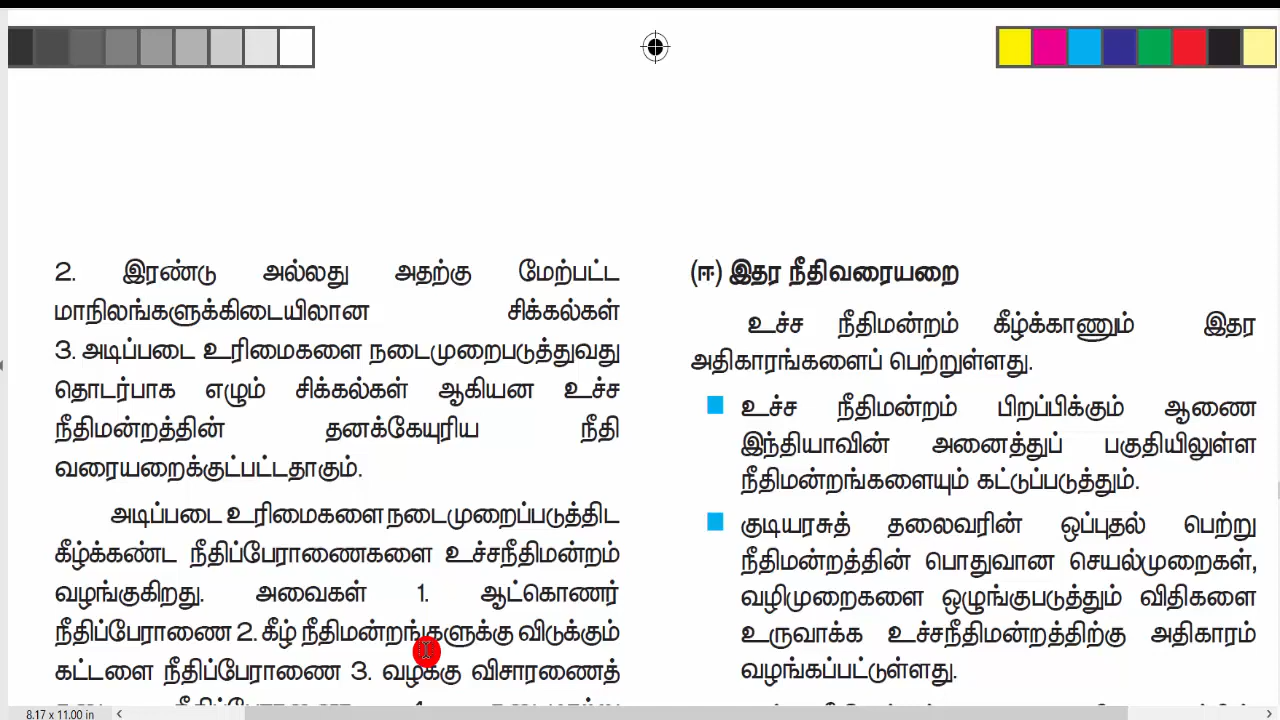 2. இரண்டு அல்லது அதற்கு மேற்பட்ட
மாநிலங்களுக்கிடையிலான சிக்கல்கள்
3. அடிப்படை உரிமைகளை நடைமுறைபடுத்துவது
தொடர்பாக எழும் சிக்கல்கள் ஆகியன உச்ச
நீதிமன்றத்தின் தனக்கேயுரிய நீதி
வரையறைக்குட்பட்டதாகும்.
அடிப்படை உரிமைகளை நடைமுறைப்படுத்திட
கீழ்க்கண்ட நீதிப்பேராணைகளை உச்சநீதிமன்றம்
வழங்குகிறது. அவைகள் 1. ஆட்கொணர்
நீதிப்பேராணை 2. கீழ் நீதிமன்றங்களுக்கு விடுக்கும்
கட்டளை நீதிப்பேராணை 3. வழக்கு விசாரணைத்
(ஈ) இதர நீதிவரையறை
உச்ச நீதிமன்றம் கீழ்க்காணும் இதர
அதிகாரங்களைப் பெற்றுள்ளது.
உச்ச நீதிமன்றம் பிறப்பிக்கும் ஆணை
இந்தியாவின் அனைத்துப் பகுதியிலுள்ள
நீதிமன்றங்களையும் கட்டுப்படுத்தும்.
குடியரசுத் தலைவரின் ஒப்புதல் பெற்று
நீதிமன்றத்தின் பொதுவான செயல்முறைகள்,
வழிமுறைகளை ஒழுங்குபடுத்தும் விதிகளை
உருவாக்க உச்சநீதிமன்றத்திற்கு அதிகாரம்
வழங்கப்பட்டுள்ளது.
8.17 x 11.00 in